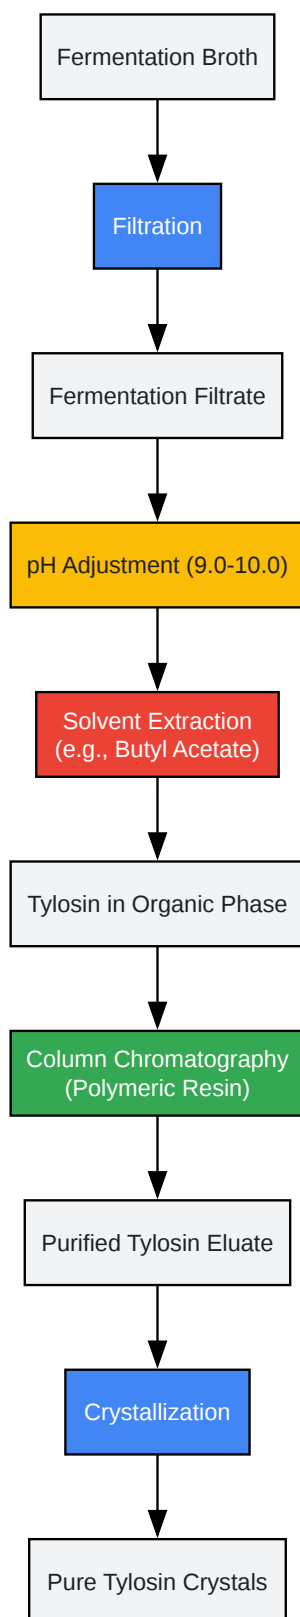 Fermentation Broth
Filtration
Fermentation Filtrate
pH Adjustment (9.0-10.0)
Solvent Extraction
(e.g., Butyl Acetate)
Tylosin in Organic Phase
Column Chromatography
(Polymeric Resin)
Purified Tylosin Eluate
Crystallization
Pure Tylosin Crystals